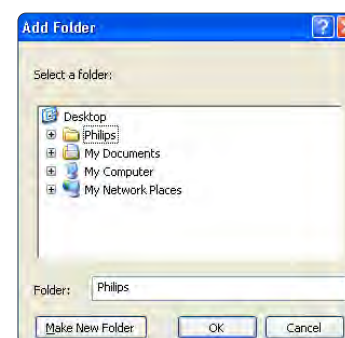 Add Folder
Select a folder:
Desktop
Philips
My Documents
My Computer
My Network Places
Folder: Philips
Make New Folder OK Cancel